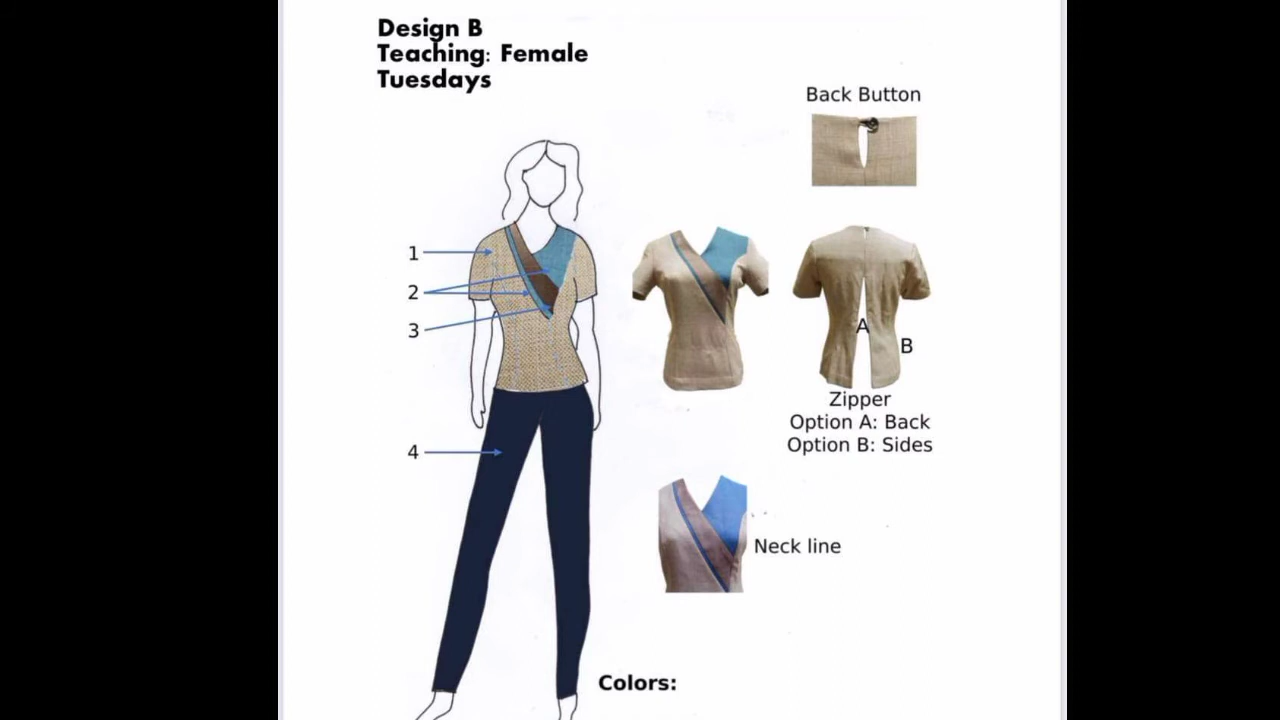 Design B
Teaching: Female
Tuesdays
Back Button
1
2
3
4
A
B
Zipper
Option A: Back
Option B: Sides
Neck line
Colors: